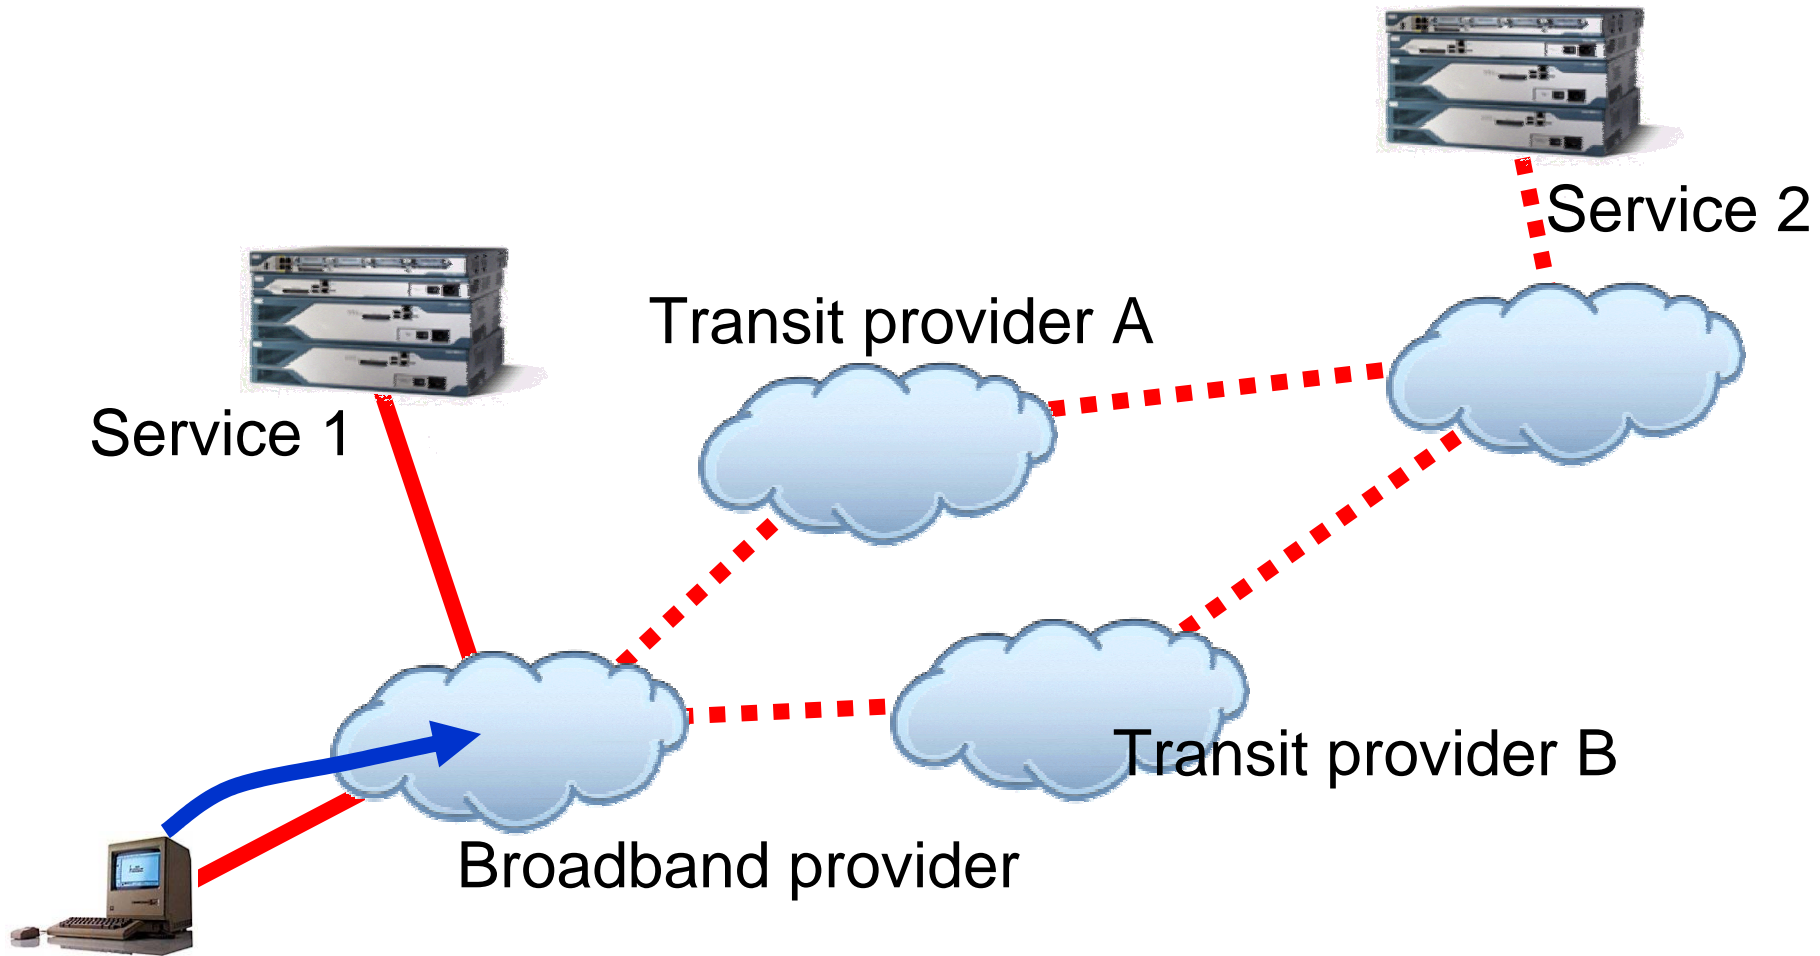 Service 2
Transit provider A
Service 1
Transit provider B
Broadband provider